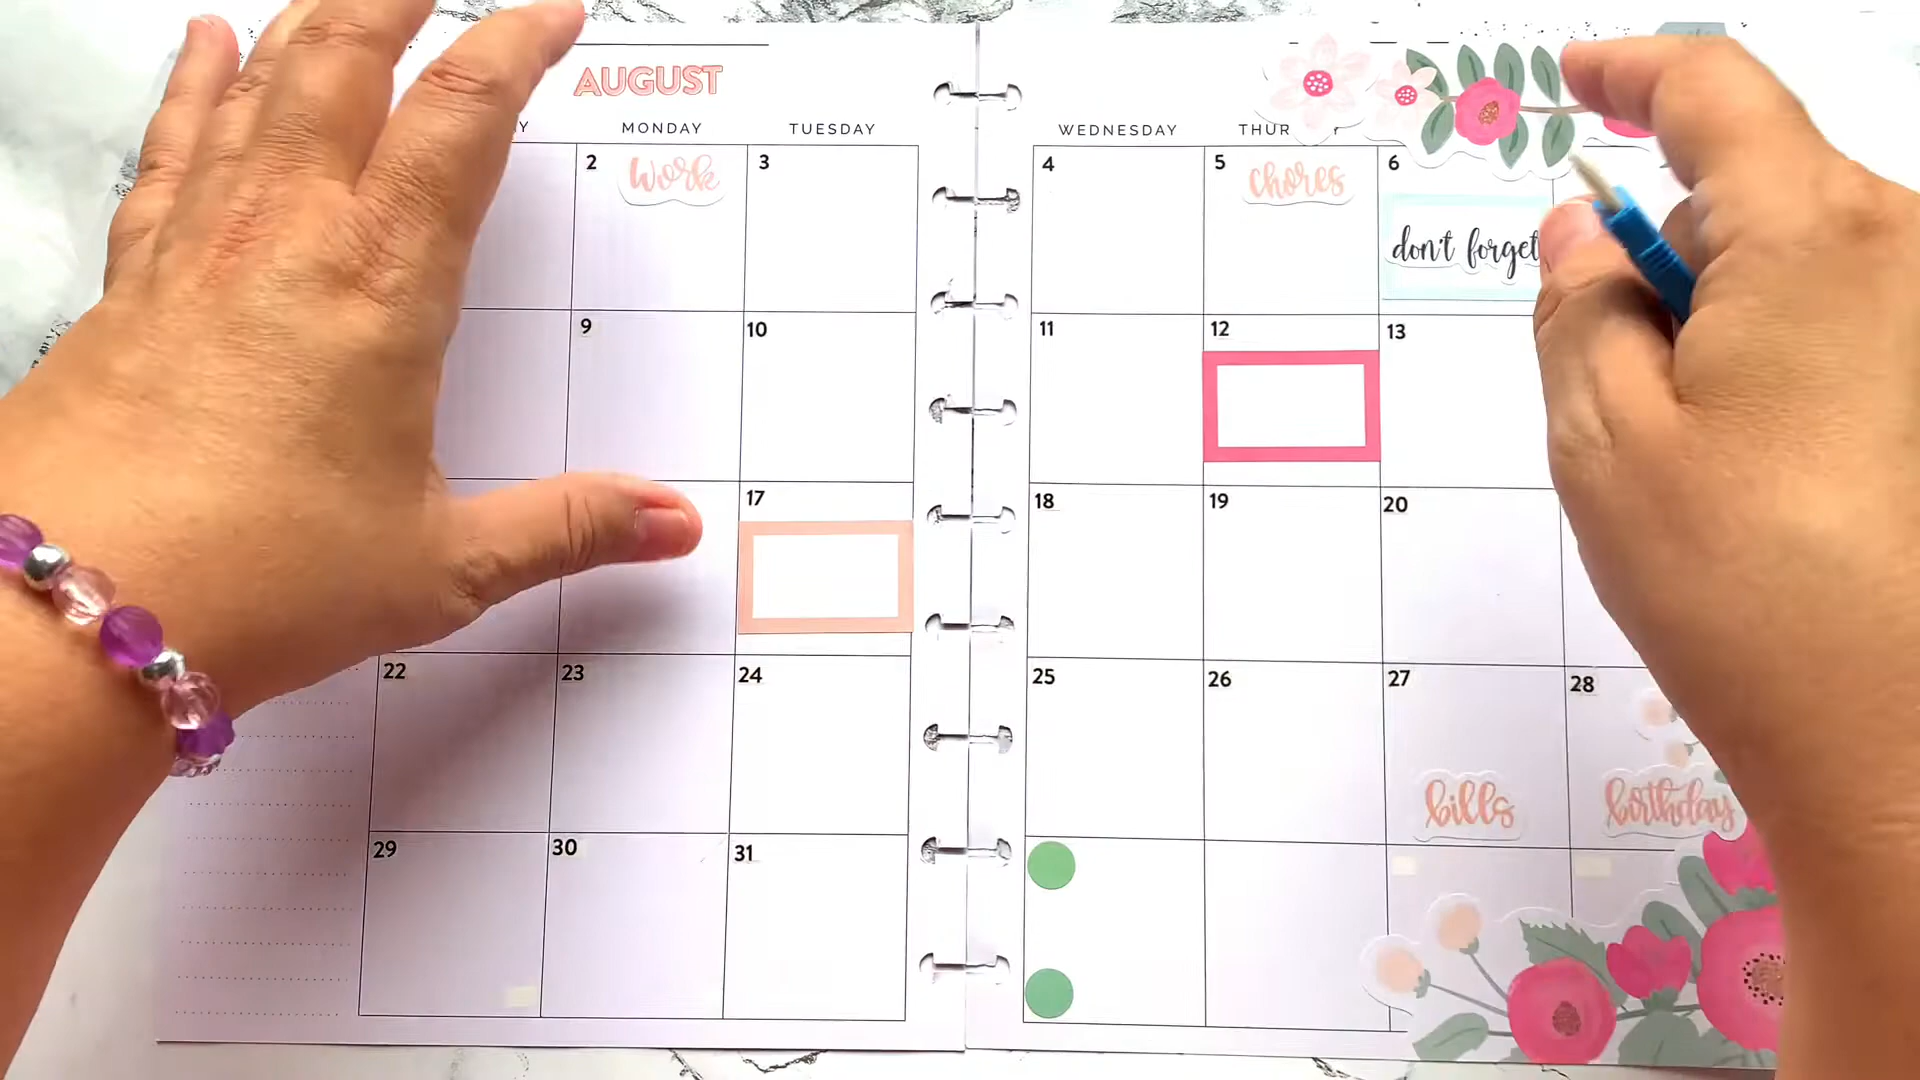 AUGUST
MONDAY TUESDAY WEDNESDAY
2 work 3 4 5 chores 6
don't forget
9 10 11 12 13
17 18 19 20
22 23 24 25 26 27 28
bills birthday
29 30 31